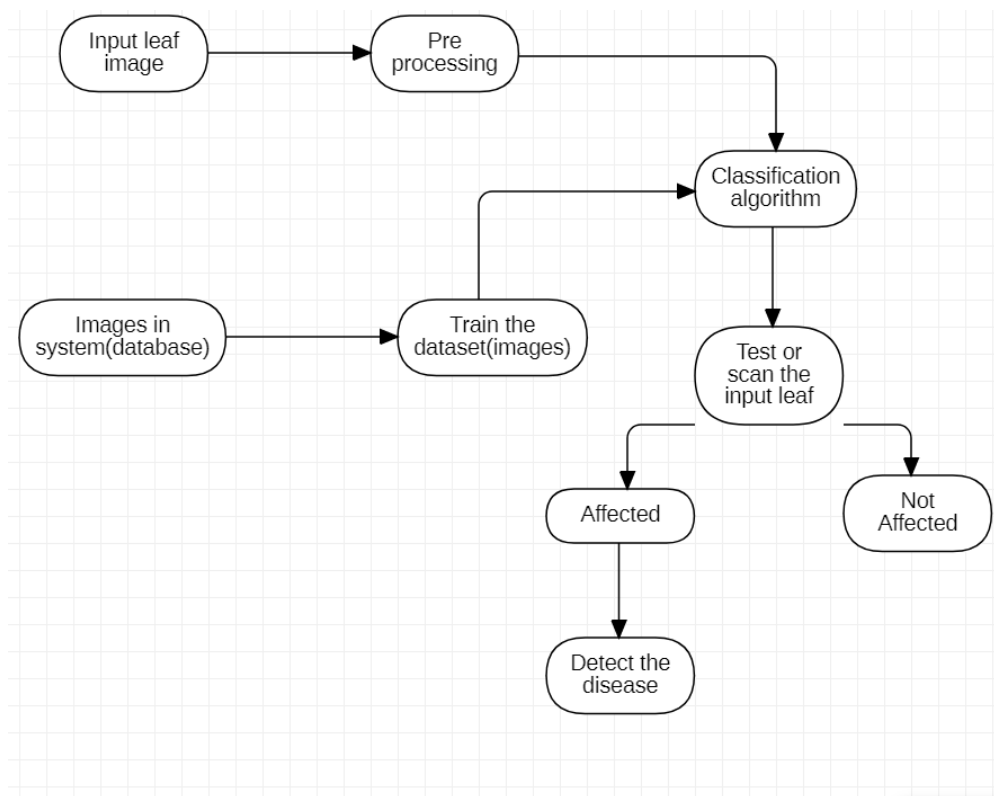 Input leaf
image
Pre
processing
Classification
algorithm
Images in
system(database)
Train the
dataset(images)
Test or
scan the
input leaf
Affected
Not
Affected
Detect the
disease